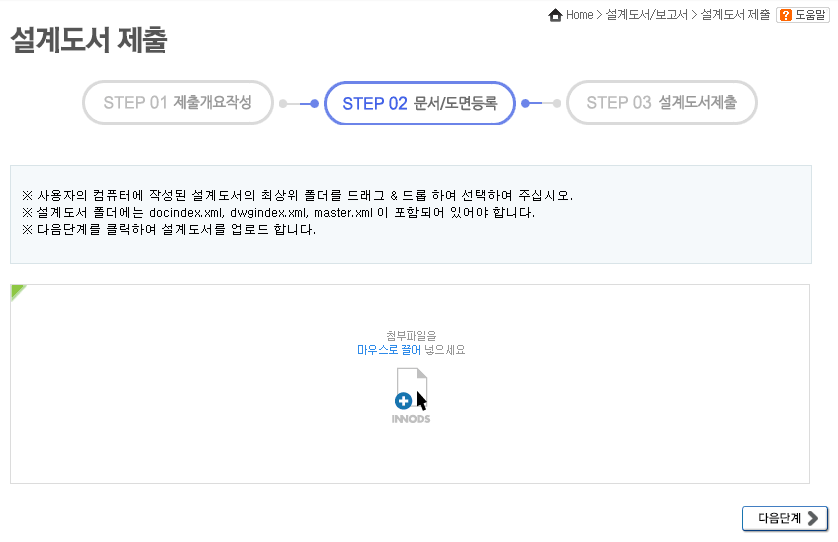 Home > 설계도서/보고서 > 설계도서 제출 ? 도움말
설계도서 제출
STEP 01 제출개요작성
STEP 02 문서/도면등록
STEP 03 설계도서제출
※ 사용자의 컴퓨터에 작성된 설계도서의 최상위 폴더를 드래그 & 드롭 하여 선택하여 주십시오.
※ 설계도서 폴더에는 docindex.xml, dwgindex.xml, master.xml 이 포함되어 있어야 합니다.
※ 다음단계를 클릭하여 설계도서를 업로드 합니다.
첨부파일을
마우스로 끌어 넣으세요
INNODS
다음단계